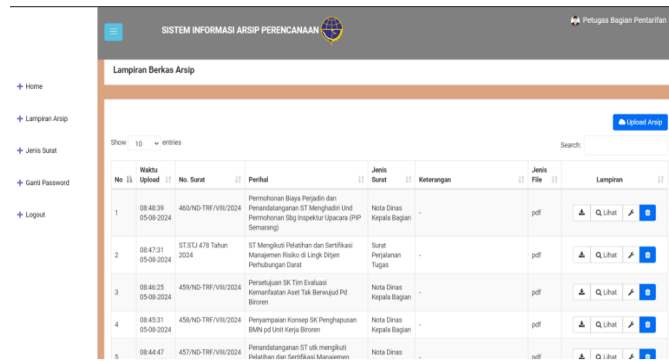 SISTEM INFORMASI ARSIP PERENCANAAN
Petugas Bagian Pentarifan
Home
Lampiran Arsip
Jenis Surat
Ganti Password
Logout
Lampiran Berkas Arsip
Upload Arsip
Show 10 entries
Search:
No Waktu Upload No. Surat Perihal Jenis Surat Keterangan Jenis File Lampiran
1 08:48:39 05-08-2024 460/ND-TRF/VIII/2024 Permohonan Biaya Perjadin dan Penandatanganan ST Menghadiri Und Permohonan Sbg Inspektur Upacara (PIP Semarang) Nota Dinas Kepala Bagian - pdf Lihat
2 08:47:31 05-08-2024 ST.STJ 478 Tahun 2024 ST Mengikuti Pelatihan dan Sertifikasi Manajemen Risiko di Lingk Ditjen Perhubungan Darat Surat Perjalanan Tugas - pdf Lihat
3 08:46:25 05-08-2024 459/ND-TRF/VIII/2024 Persetujuan SK Tim Evaluasi Kemanfaatan Aset Tak Berwujud Pd Biroren Nota Dinas Kepala Bagian - pdf Lihat
4 08:45:31 05-08-2024 458/ND-TRF/VIII/2024 Penyampaian Konsep SK Penghapusan BMN pd Unit Kerja Biroren Nota Dinas Kepala Bagian - pdf Lihat
5 08:44:47 457/ND-TRF/VIII/2024 Penandatanganan ST utk mengikuti Pelatihan dan Sertifikasi Manajemen Nota Dinas pdf Lihat